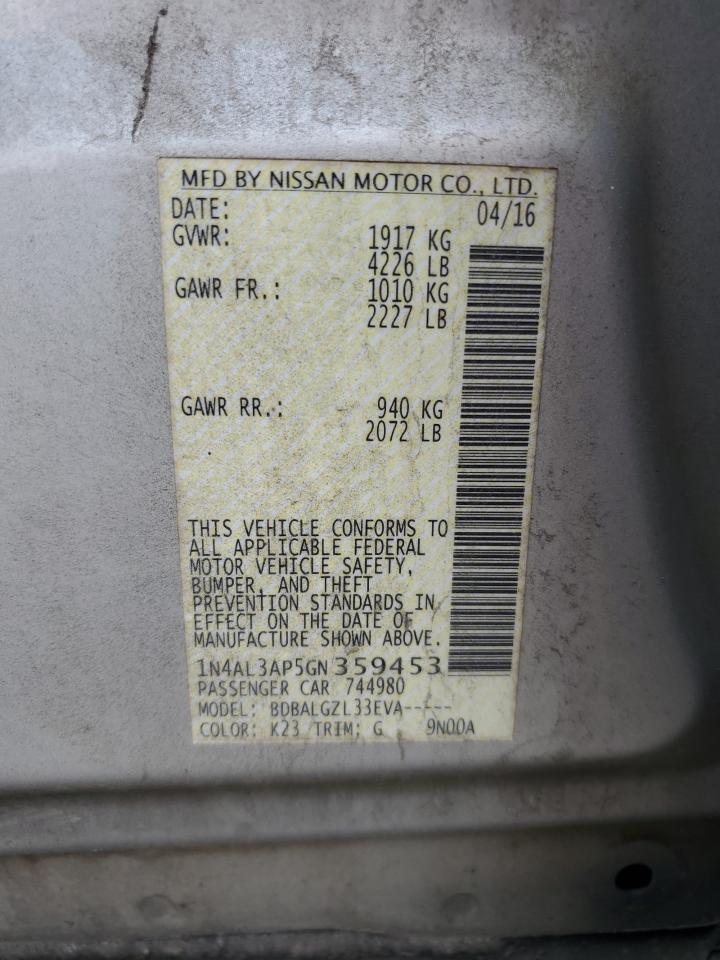 MFD BY NISSAN MOTOR CO., LTD.
DATE: 04/16
GVWR: 1917 KG
4226 LB
GAWR FR.: 1010 KG
2227 LB
GAWR RR.: 940 KG
2072 LB
THIS VEHICLE CONFORMS TO
ALL APPLICABLE FEDERAL
MOTOR VEHICLE SAFETY,
BUMPER, AND THEFT
PREVENTION STANDARDS IN
EFFECT ON THE DATE OF
MANUFACTURE SHOWN ABOVE.
1N4AL3AP5GN359453
PASSENGER CAR 744980
MODEL: BDBALGZL33EVA-----
COLOR: K23 TRIM: G 9N00A